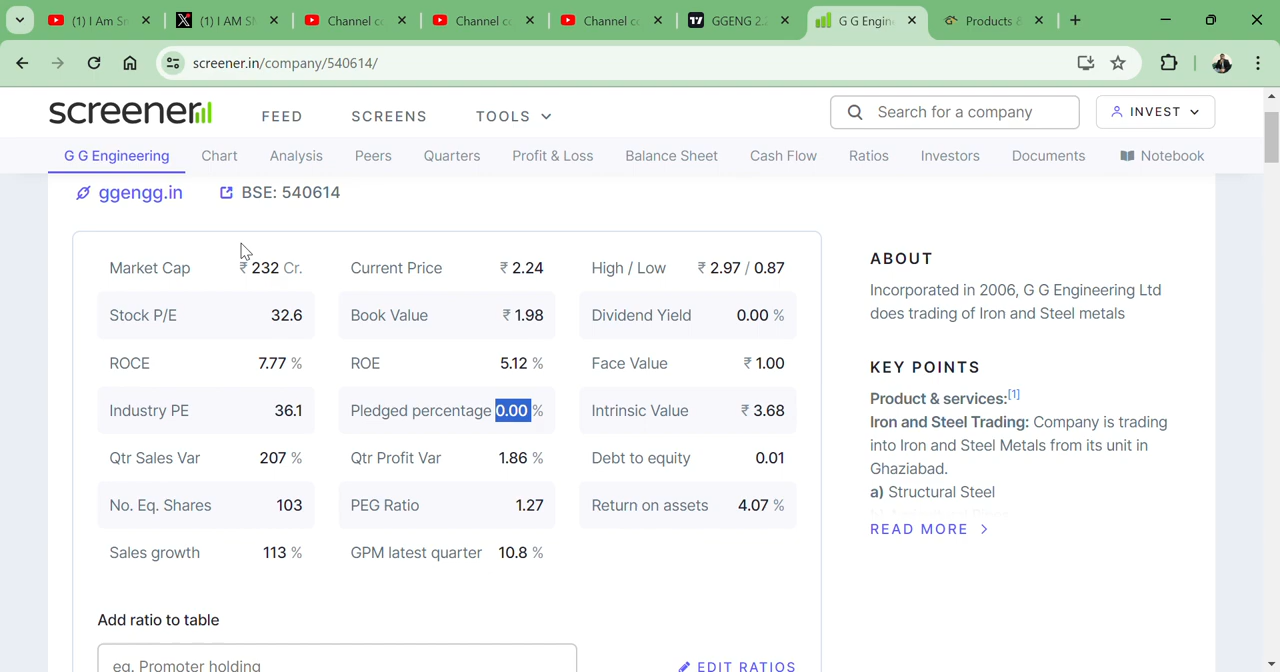 (1) I Am Sn
(1) I AM SI
Channel co
Channel co
Channel co
GGENG 2.
G G Engin
Products &
screener.in/company/540614/
screener
FEED
SCREENS
TOOLS
Search for a company
INVEST
G G Engineering
Chart
Analysis
Peers
Quarters
Profit & Loss
Balance Sheet
Cash Flow
Ratios
Investors
Documents
Notebook
ggengg.in
BSE: 540614
Market Cap ₹ 232 Cr.
Current Price ₹ 2.24
High / Low ₹ 2.97 / 0.87
Stock P/E 32.6
Book Value ₹ 1.98
Dividend Yield 0.00 %
ROCE 7.77 %
ROE 5.12 %
Face Value ₹ 1.00
Industry PE 36.1
Pledged percentage 0.00 %
Intrinsic Value ₹ 3.68
Qtr Sales Var 207 %
Qtr Profit Var 1.86 %
Debt to equity 0.01
No. Eq. Shares 103
PEG Ratio 1.27
Return on assets 4.07 %
Sales growth 113 %
GPM latest quarter 10.8 %
Add ratio to table
eg. Promoter holding
EDIT RATIOS
ABOUT
Incorporated in 2006, G G Engineering Ltd
does trading of Iron and Steel metals
KEY POINTS
Product & services:[1]
Iron and Steel Trading: Company is trading
into Iron and Steel Metals from its unit in
Ghaziabad.
a) Structural Steel
READ MORE